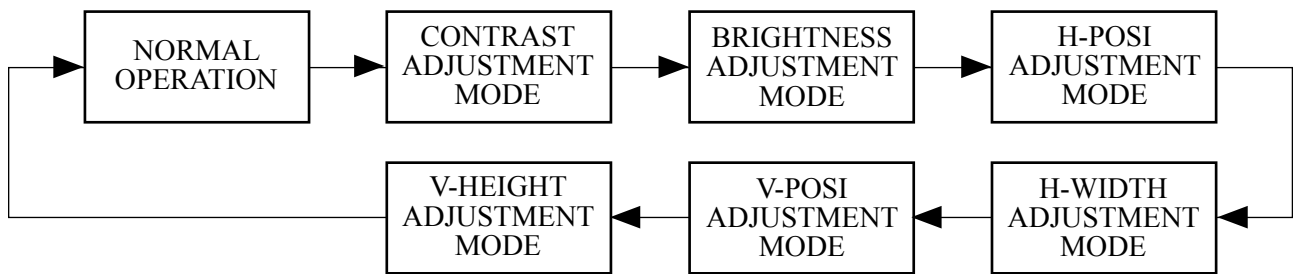 NORMAL
OPERATION
CONTRAST
ADJUSTMENT
MODE
BRIGHTNESS
ADJUSTMENT
MODE
H-POSI
ADJUSTMENT
MODE
H-WIDTH
ADJUSTMENT
MODE
V-POSI
ADJUSTMENT
MODE
V-HEIGHT
ADJUSTMENT
MODE